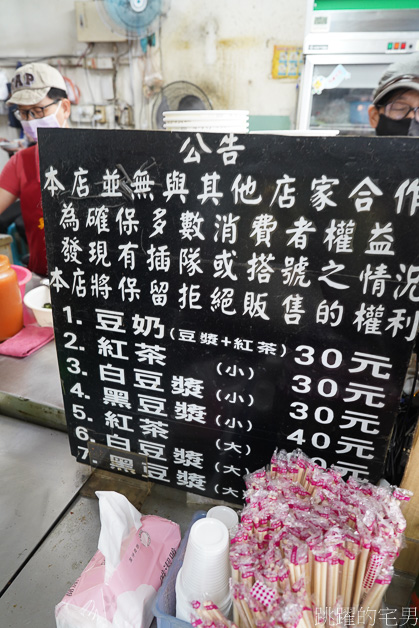 公告
本店並無與其他店家合作
為確保多數消費者權益
發現有插隊或搭號之情況
本店將保留拒絕販售的權利
1. 豆奶(豆漿+紅茶) 30元
2. 紅茶 (小) 30元
3. 白豆漿 (小) 30元
4. 黑豆漿 (小) 40元
5. 紅茶 (大)
6. 白豆漿 (大)
7. 黑豆漿 (大)
跳躍的宅男